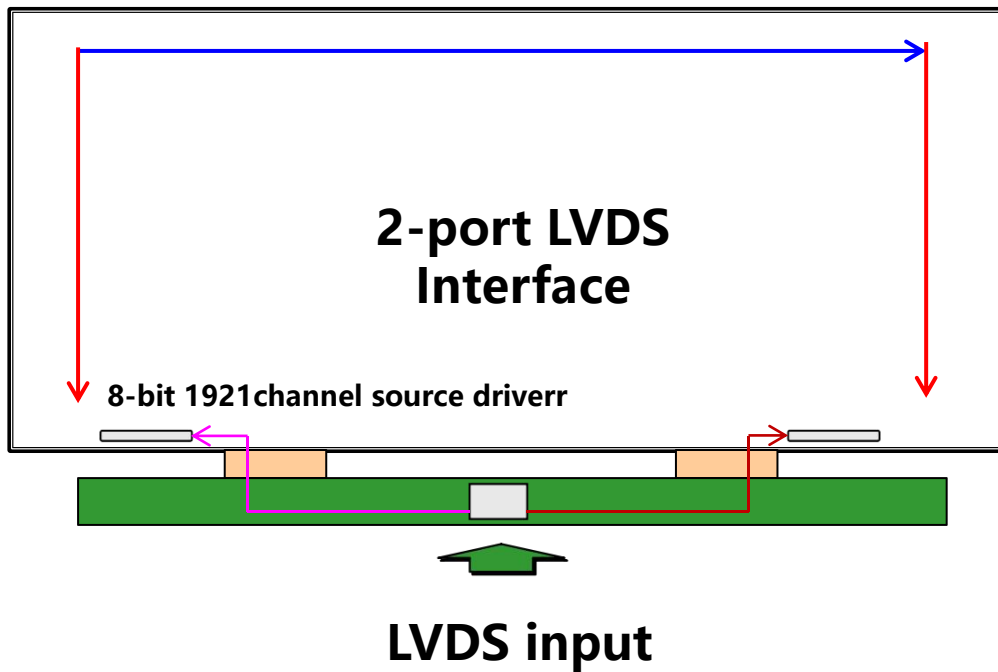 2-port LVDS
Interface
8-bit 1921channel source driverr
LVDS input